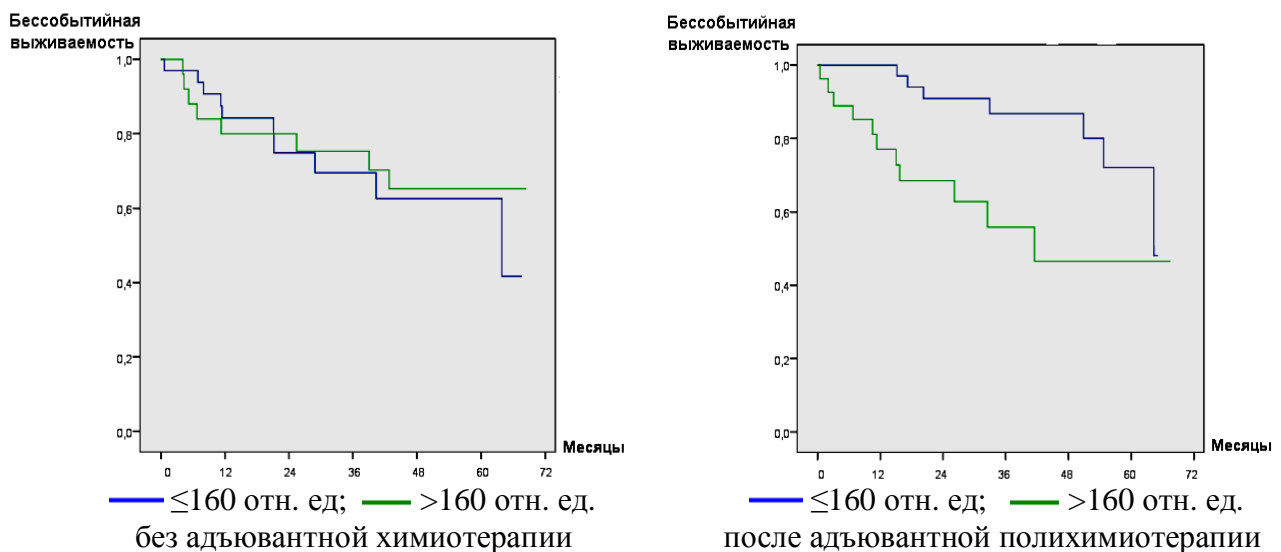 Бессобытийная
выживаемость
1,0
0,8
0,6
0,4
0,2
0,0
0 12 24 36 48 60 72
Месяцы
≤160 отн. ед; >160 отн. ед.
без адъювантной химиотерапии
Бессобытийная
выживаемость
1,0
0,8
0,6
0,4
0,2
0,0
0 12 24 36 48 60 72
Месяцы
≤160 отн. ед; >160 отн. ед.
после адъювантной полихимиотерапии